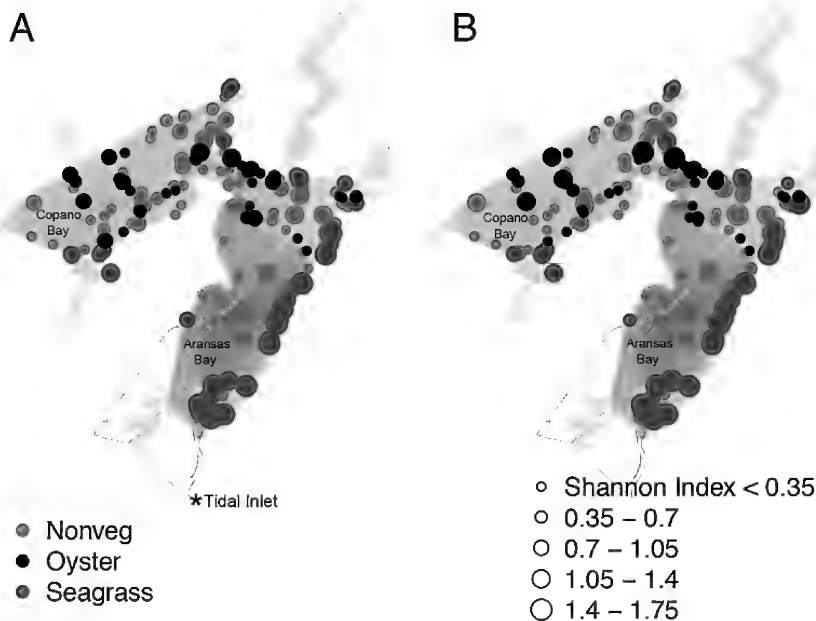 A
B
Copano
Bay
Aransas
Bay
*Tidal Inlet
Nonveg
Oyster
Seagrass
Copano
Bay
Aransas
Bay
Shannon Index < 0.35
0.35 – 0.7
0.7 – 1.05
1.05 – 1.4
1.4 – 1.75